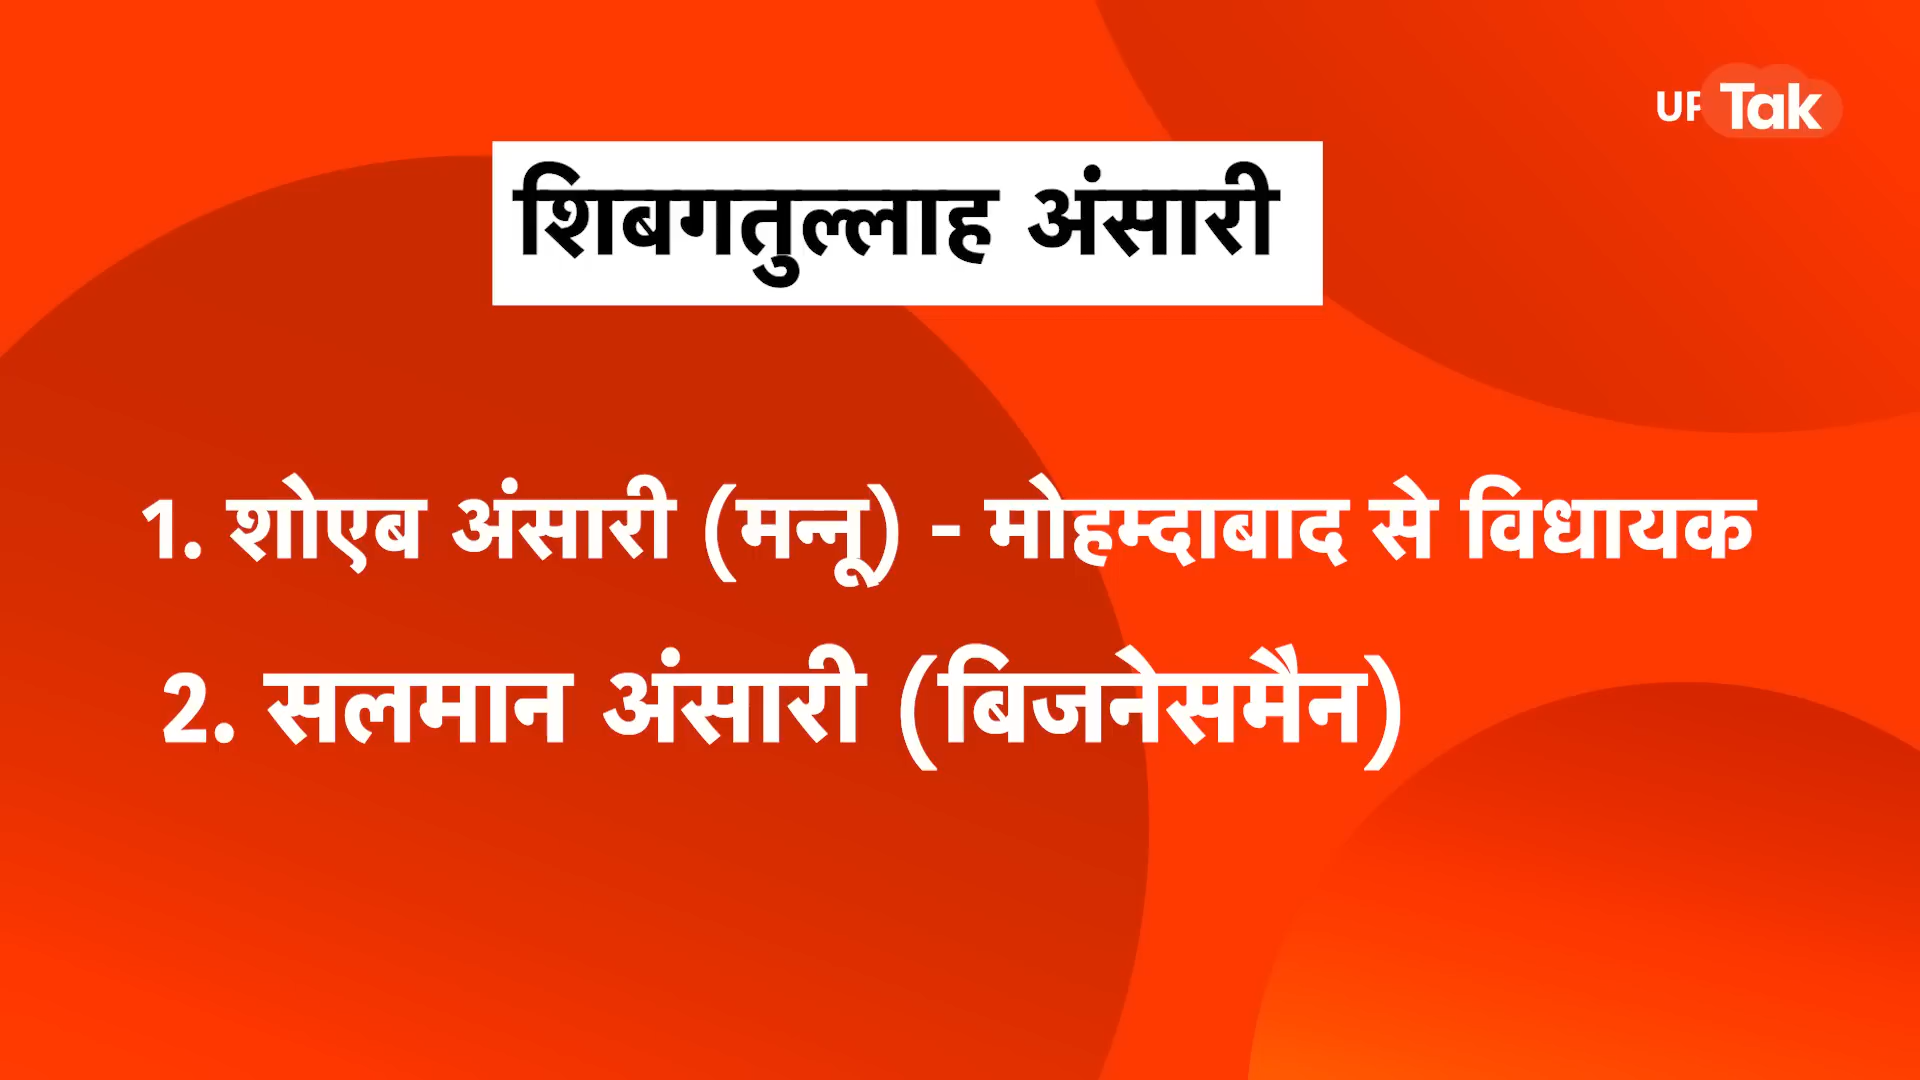 UP Tak
शिबगतुल्लाह अंसारी
1. शोएब अंसारी (मन्नू) - मोहम्दाबाद से विधायक
2. सलमान अंसारी (बिजनेसमैन)